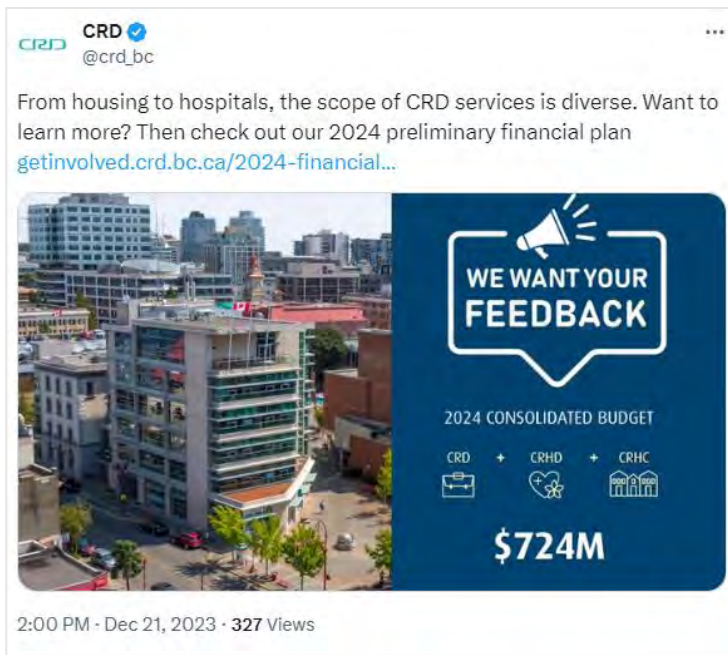 CRD
CRD
@crd_bc
From housing to hospitals, the scope of CRD services is diverse. Want to
learn more? Then check out our 2024 preliminary financial plan
getinvolved.crd.bc.ca/2024-financial...
WE WANT YOUR
FEEDBACK
2024 CONSOLIDATED BUDGET
CRD + CRHD + CRHC
$724M
2:00 PM · Dec 21, 2023 · 327 Views